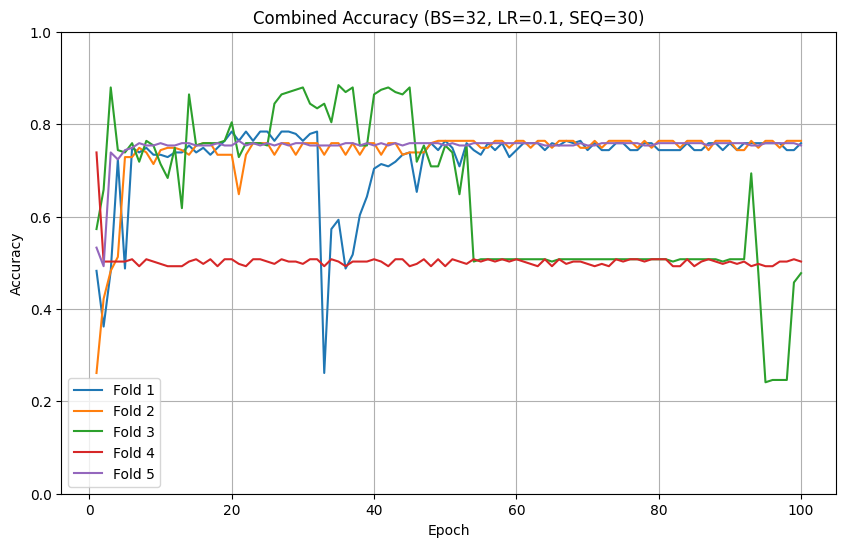 Combined Accuracy (BS=32, LR=0.1, SEQ=30)
1.0
0.8
0.6
0.4
0.2
0.0
Accuracy
Fold 1
Fold 2
Fold 3
Fold 4
Fold 5
0 20 40 60 80 100
Epoch